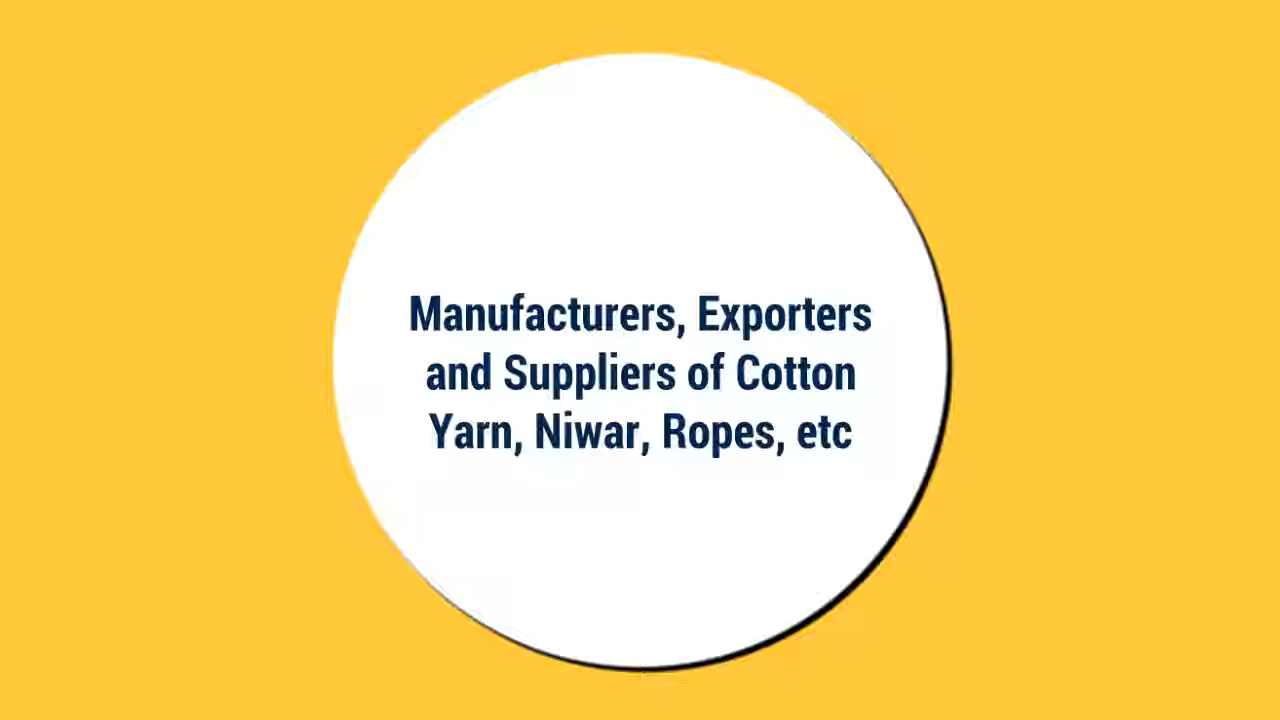 Manufacturers, Exporters
and Suppliers of Cotton
Yarn, Niwar, Ropes, etc